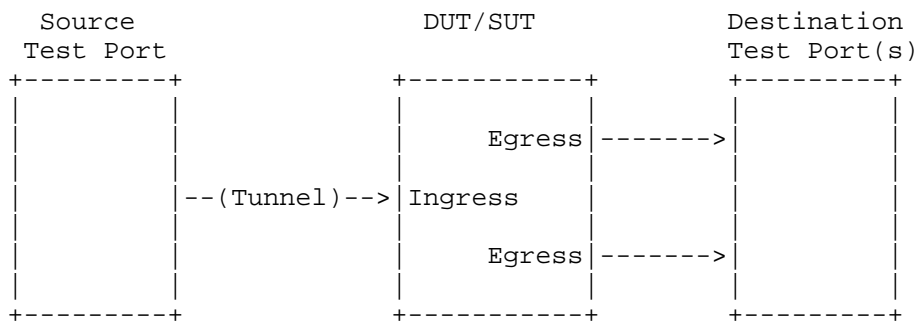 Source DUT/SUT Destination
Test Port Test Port(s)
+---------+ +-----------+ +---------+
| | | | | |
| | | Egress|------->| |
| | | | | |
| |--(Tunnel)-->|Ingress | | |
| | | | | |
| | | Egress|------->| |
| | | | | |
+---------+ +-----------+ +---------+